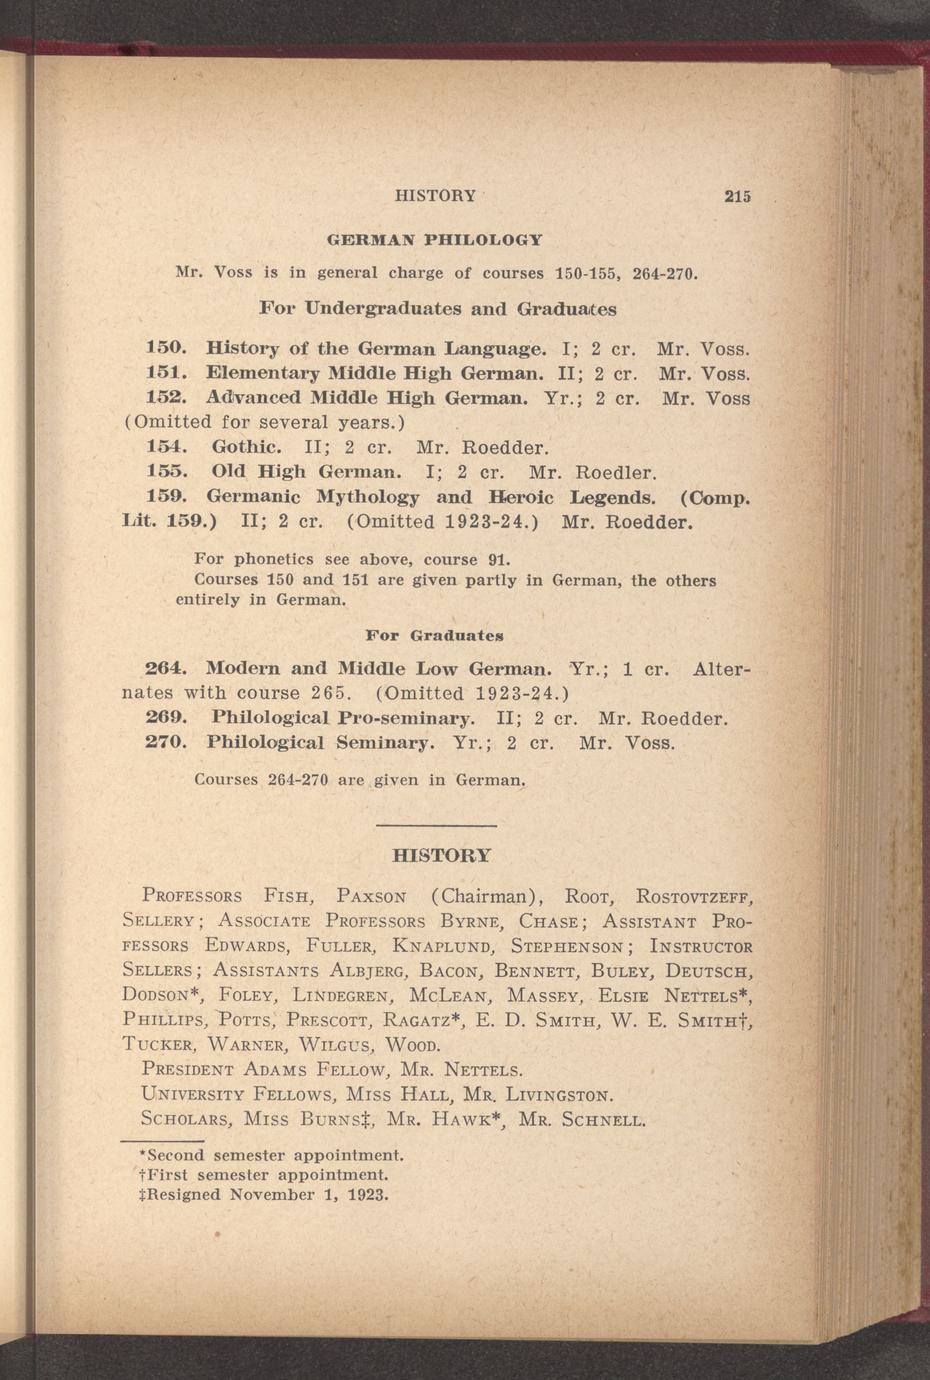 HISTORY 215
GERMAN PHILOLOGY
Mr. Voss is in general charge of courses 150-155, 264-270.
For Undergraduates and Graduates
150. History of the German Language. I; 2 cr. Mr. Voss.
151. Elementary Middle High German. II; 2 cr. Mr. Voss.
152. Advanced Middle High German. Yr.; 2 cr. Mr. Voss
(Omitted for several years.)
154. Gothic. II; 2 cr. Mr. Roedder.
155. Old High German. I; 2 cr. Mr. Roedler.
159. Germanic Mythology and Heroic Legends. (Comp.
Lit. 159.) II; 2 cr. (Omitted 1923-24.) Mr. Roedder.
For phonetics see above, course 91.
Courses 150 and 151 are given partly in German, the others
entirely in German.
For Graduates
264. Modern and Middle Low German. Yr.; 1 cr. Alter-
nates with course 265. (Omitted 1923-24.)
269. Philological Pro-seminary. II; 2 cr. Mr. Roedder.
270. Philological Seminary. Yr.; 2 cr. Mr. Voss.
Courses 264-270 are given in German.
HISTORY
Professors Fish, Paxson (Chairman), Root, Rostovtzeff,
Sellery; Associate Professors Byrne, Chase; Assistant Pro-
fessors Edwards, Fuller, Knaplund, Stephenson; Instructor
Sellers; Assistants Albjerg, Bacon, Bennett, Buley, Deutsch,
Dodson*, Foley, Lindegren, McLean, Massey, Elsie Nettels*,
Phillips, Potts, Prescott, Ragatz*, E. D. Smith, W. E. Smith†,
Tucker, Warner, Wilgus, Wood.
President Adams Fellow, Mr. Nettels.
University Fellows, Miss Hall, Mr. Livingston.
Scholars, Miss Burns‡, Mr. Hawk*, Mr. Schnell.
*Second semester appointment.
†First semester appointment.
‡Resigned November 1, 1923.